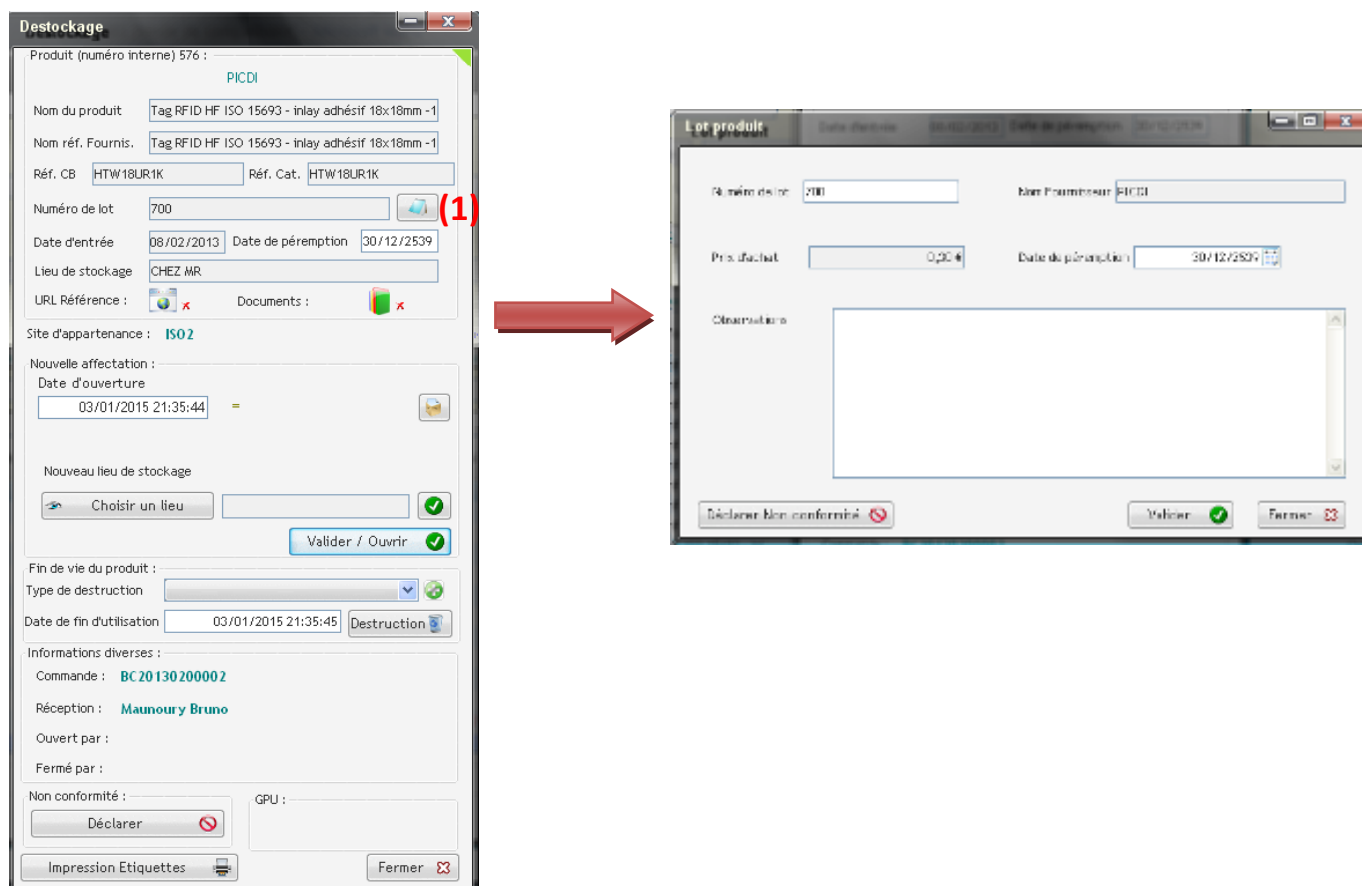 Destockage
Produit (numéro interne) 576 :
PICDI
Nom du produit Tag RFID HF ISO 15693 - inlay adhésif 18x18mm -1
Nom réf. Fournis. Tag RFID HF ISO 15693 - inlay adhésif 18x18mm -1
Réf. CB HTW18UR1K Réf. Cat. HTW18UR1K
Numéro de lot 700 (1)
Date d'entrée 08/02/2013 Date de péremption 30/12/2539
Lieu de stockage CHEZ MR
URL Référence : Documents :
Site d'appartenance : ISO2
Nouvelle affectation :
Date d'ouverture
03/01/2015 21:35:44 =
Nouveau lieu de stockage
Choisir un lieu
Valider / Ouvrir
Fin de vie du produit :
Type de destruction
Date de fin d'utilisation 03/01/2015 21:35:45 Destruction
Informations diverses :
Commande : BC20130200002
Réception : Maunoury Bruno
Ouvert par :
Fermé par :
Non conformité : GPU :
Déclarer
Impression Etiquettes Fermer
Lot produit
Numéro de lot 700 Nom Fournisseur PICDI
Prix d'achat 0,00 € Date de péremption 30/12/2539
Observations
Déclarer Non conformité Valider Fermer